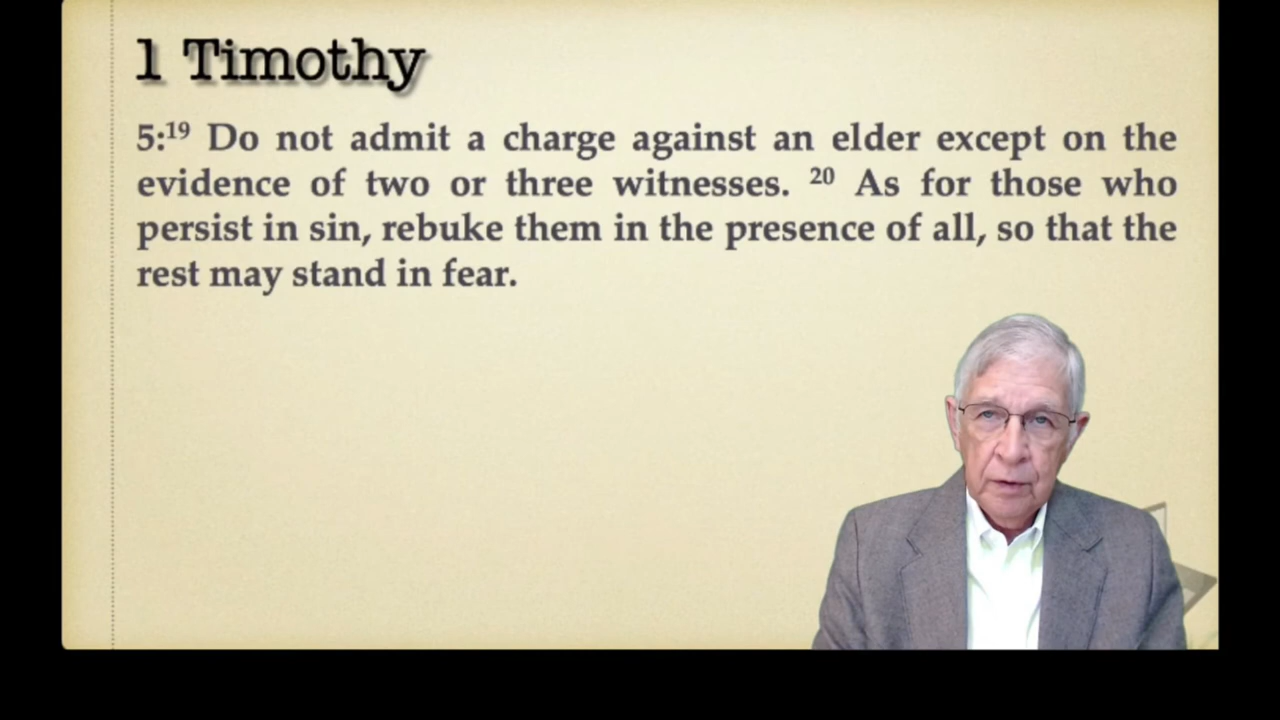 1 Timothy
5:¹⁹ Do not admit a charge against an elder except on the
evidence of two or three witnesses. ²⁰ As for those who
persist in sin, rebuke them in the presence of all, so that the
rest may stand in fear.